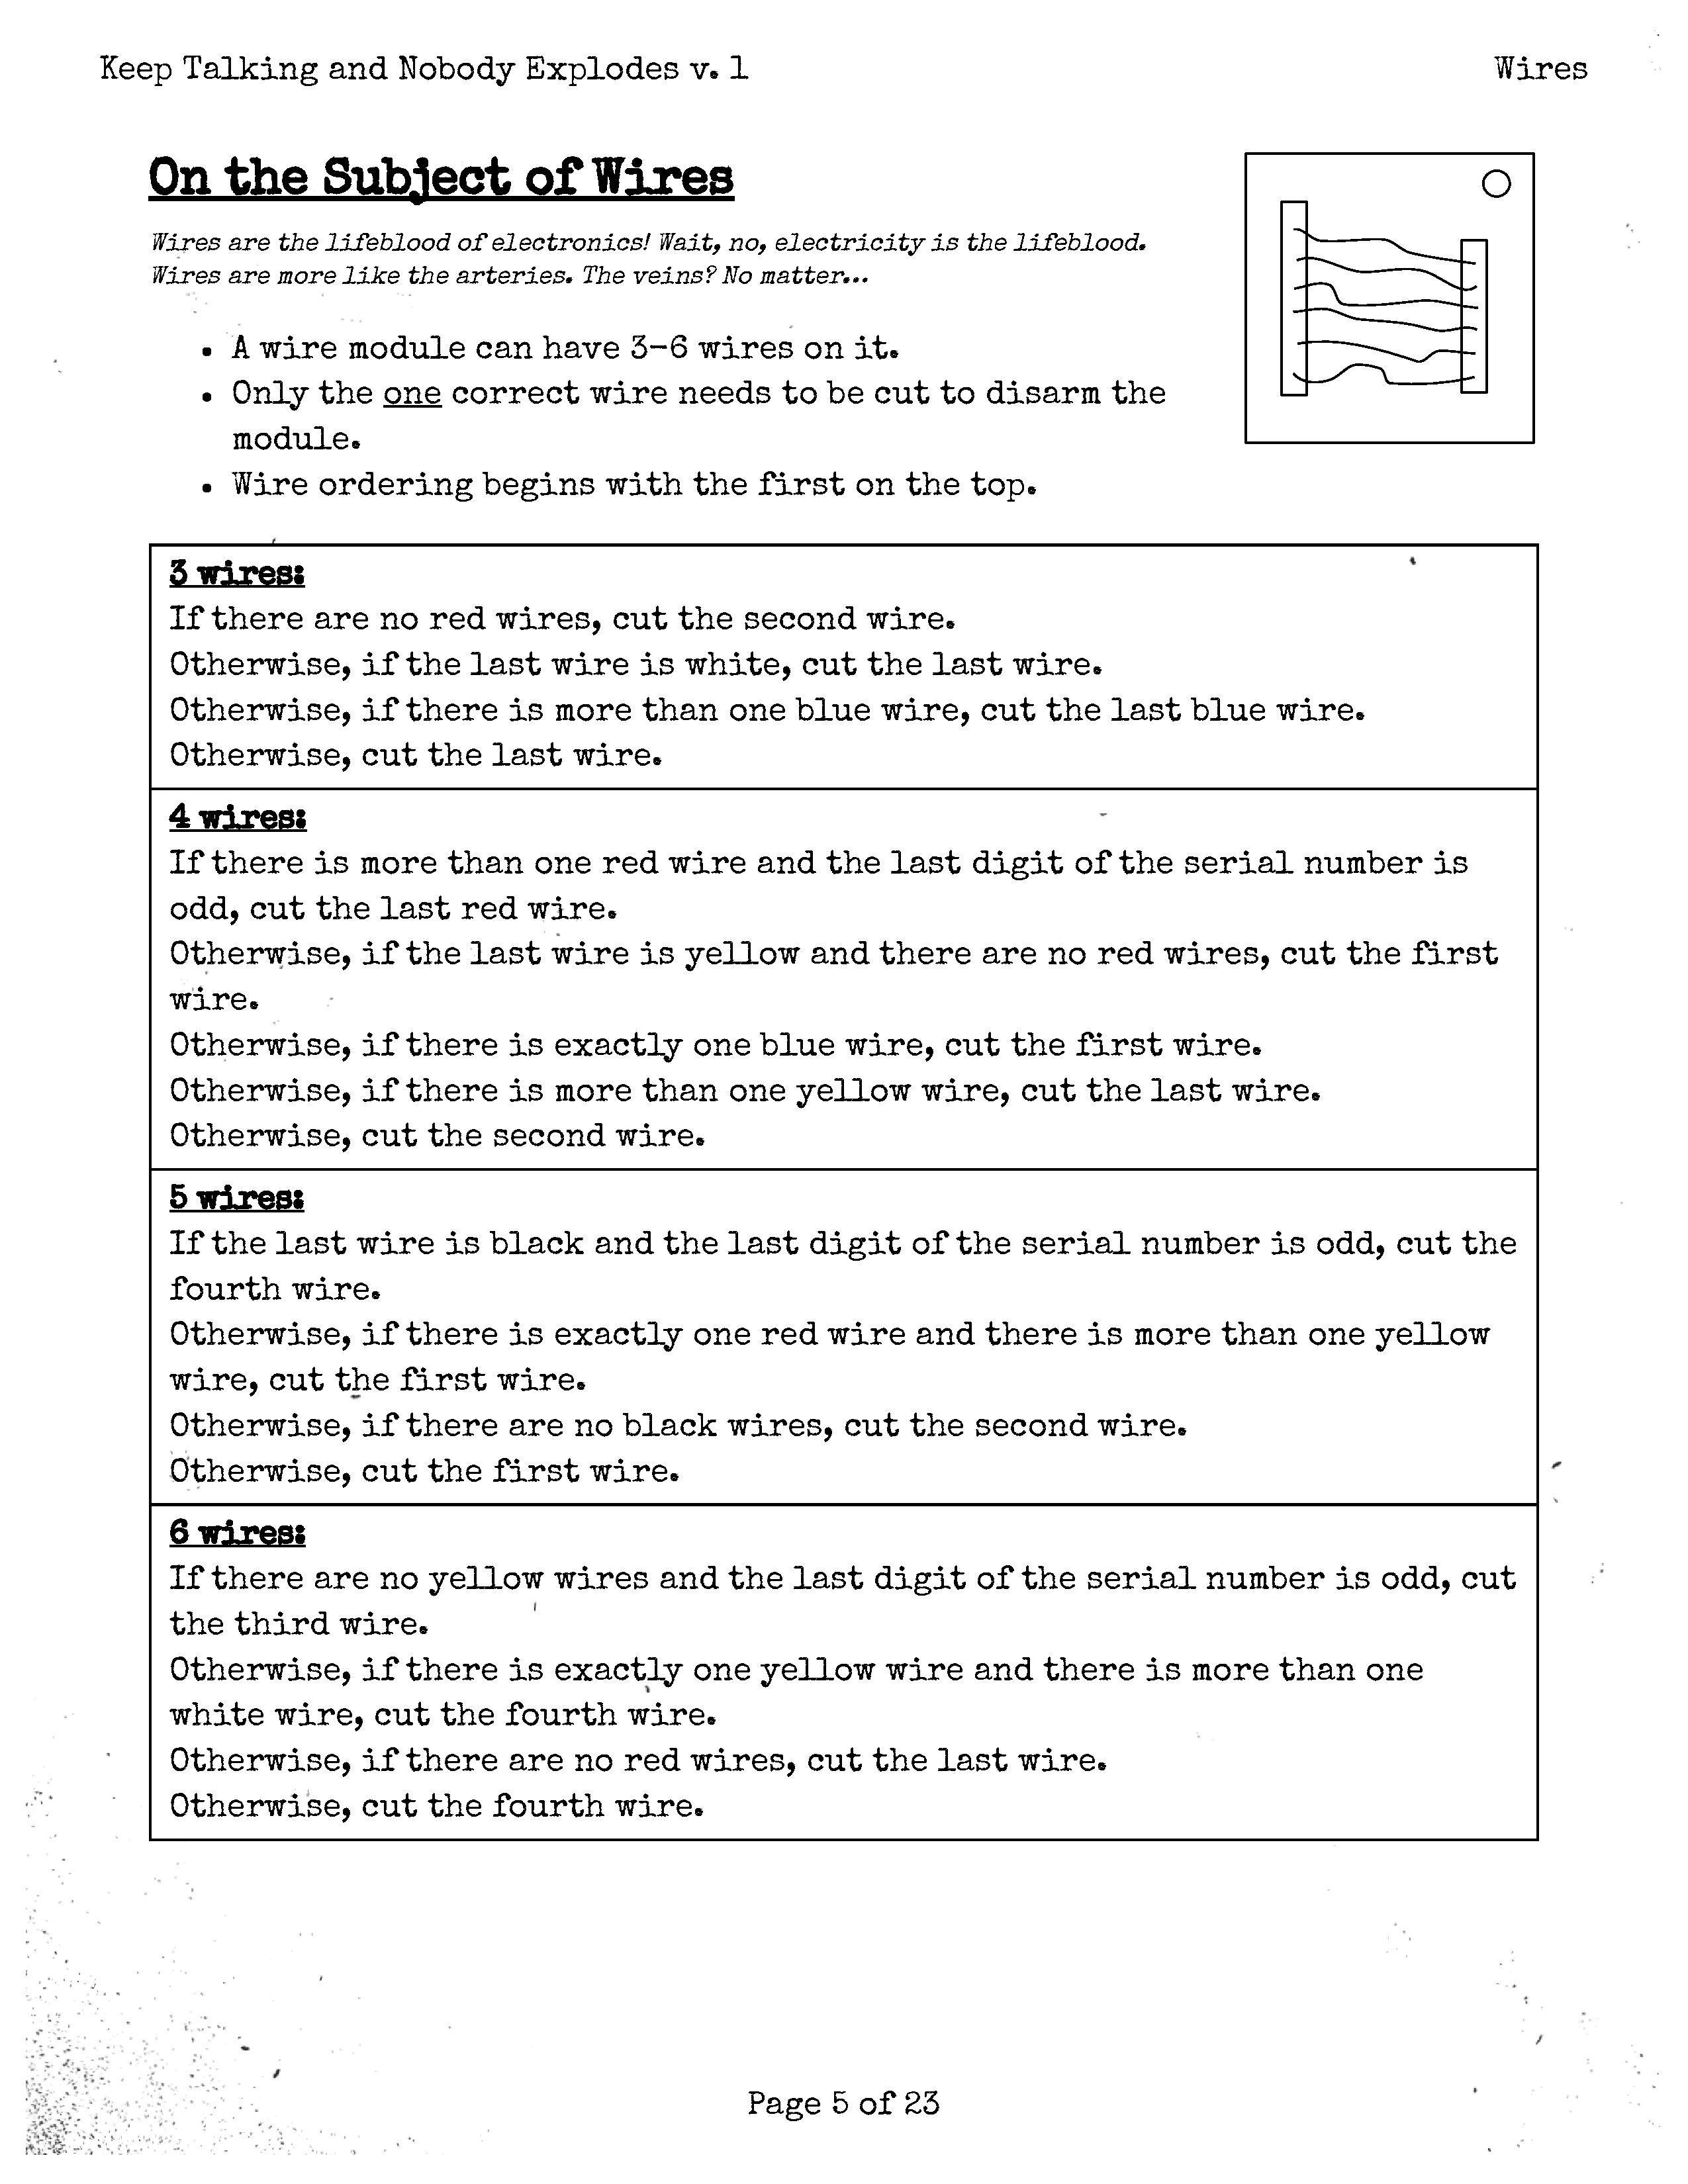 Keep Talking and Nobody Explodes v. 1
Wires
On the Subject of Wires
Wires are the lifeblood of electronics! Wait, no, electricity is the lifeblood.
Wires are more like the arteries. The veins? No matter...
• A wire module can have 3-6 wires on it.
• Only the one correct wire needs to be cut to disarm the
module.
• Wire ordering begins with the first on the top.
3 wires:
If there are no red wires, cut the second wire.
Otherwise, if the last wire is white, cut the last wire.
Otherwise, if there is more than one blue wire, cut the last blue wire.
Otherwise, cut the last wire.
4 wires:
If there is more than one red wire and the last digit of the serial number is
odd, cut the last red wire.
Otherwise, if the last wire is yellow and there are no red wires, cut the first
wire.
Otherwise, if there is exactly one blue wire, cut the first wire.
Otherwise, if there is more than one yellow wire, cut the last wire.
Otherwise, cut the second wire.
5 wires:
If the last wire is black and the last digit of the serial number is odd, cut the
fourth wire.
Otherwise, if there is exactly one red wire and there is more than one yellow
wire, cut the first wire.
Otherwise, if there are no black wires, cut the second wire.
Otherwise, cut the first wire.
6 wires:
If there are no yellow wires and the last digit of the serial number is odd, cut
the third wire.
Otherwise, if there is exactly one yellow wire and there is more than one
white wire, cut the fourth wire.
Otherwise, if there are no red wires, cut the last wire.
Otherwise, cut the fourth wire.
Page 5 of 23